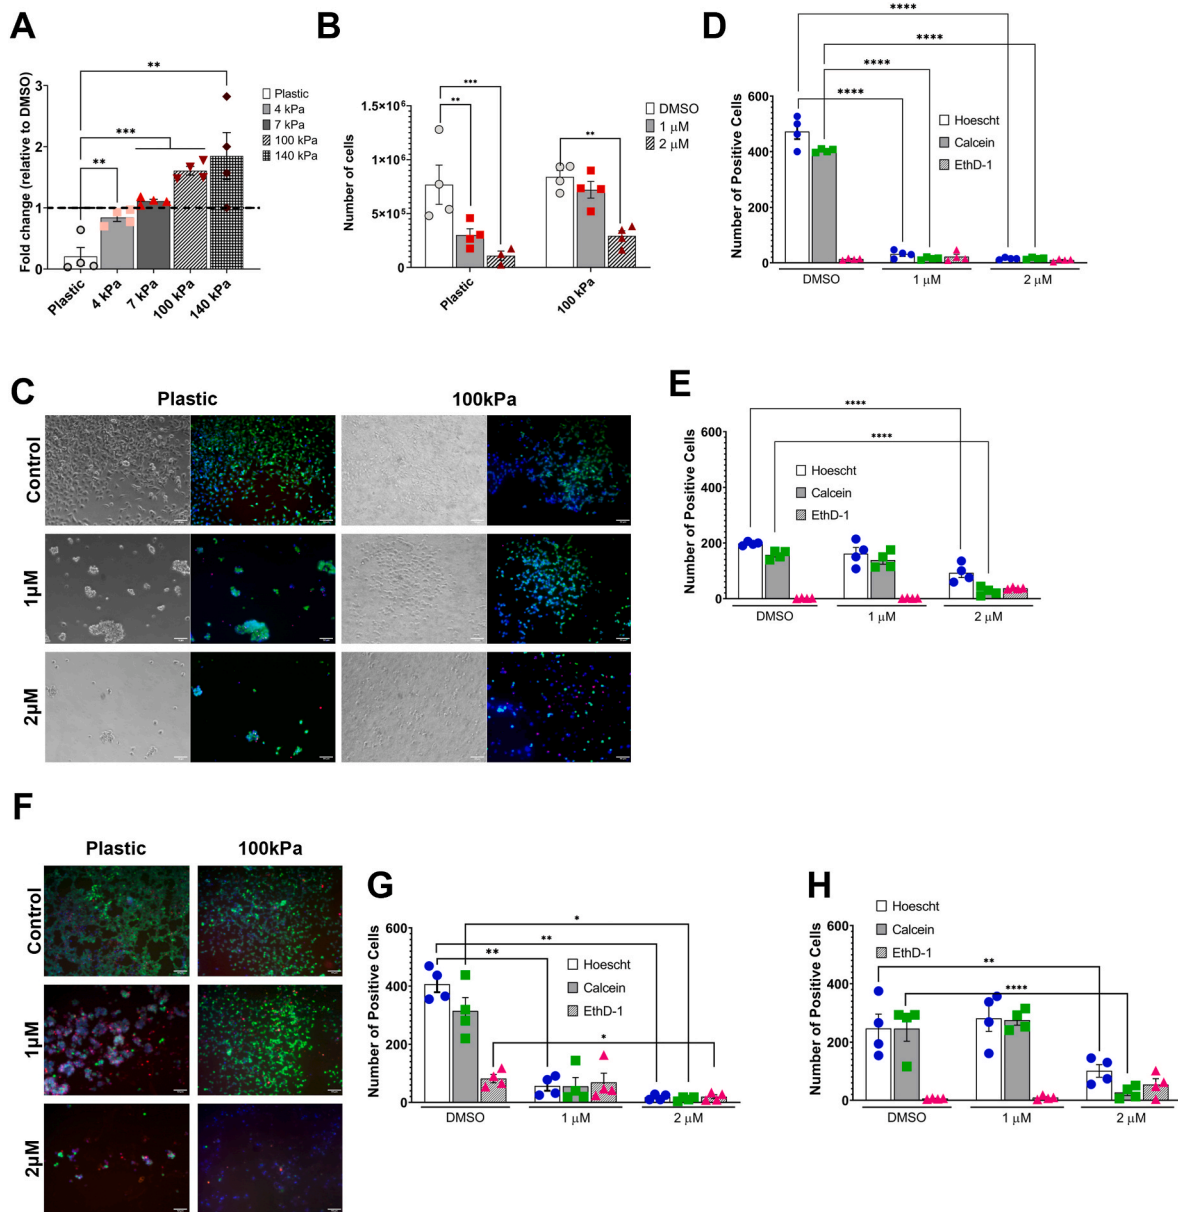 A
Fold change (relative to DMSO)
3
2
1
0
**
***
**
Plastic
4 kPa
7 kPa
100 kPa
140 kPa
Plastic
4 kPa
7 kPa
100 kPa
140 kPa
B
Number of cells
1.5×10⁶
1×10⁶
5×10⁵
0
***
**
**
DMSO
1 μM
2 μM
Plastic
100 kPa
D
Number of Positive Cells
600
400
200
0
****
****
****
****
Hoescht
Calcein
EthD-1
DMSO
1 μM
2 μM
C
Plastic
100kPa
Control
1μM
2μM
E
Number of Positive Cells
600
400
200
0
****
****
Hoescht
Calcein
EthD-1
DMSO
1 μM
2 μM
F
Plastic
100kPa
Control
1μM
2μM
G
Number of Positive Cells
600
400
200
0
*
**
**
*
Hoescht
Calcein
EthD-1
DMSO
1 μM
2 μM
H
Number of Positive Cells
600
400
200
0
Hoescht
Calcein
EthD-1
**
****
DMSO
1 μM
2 μM